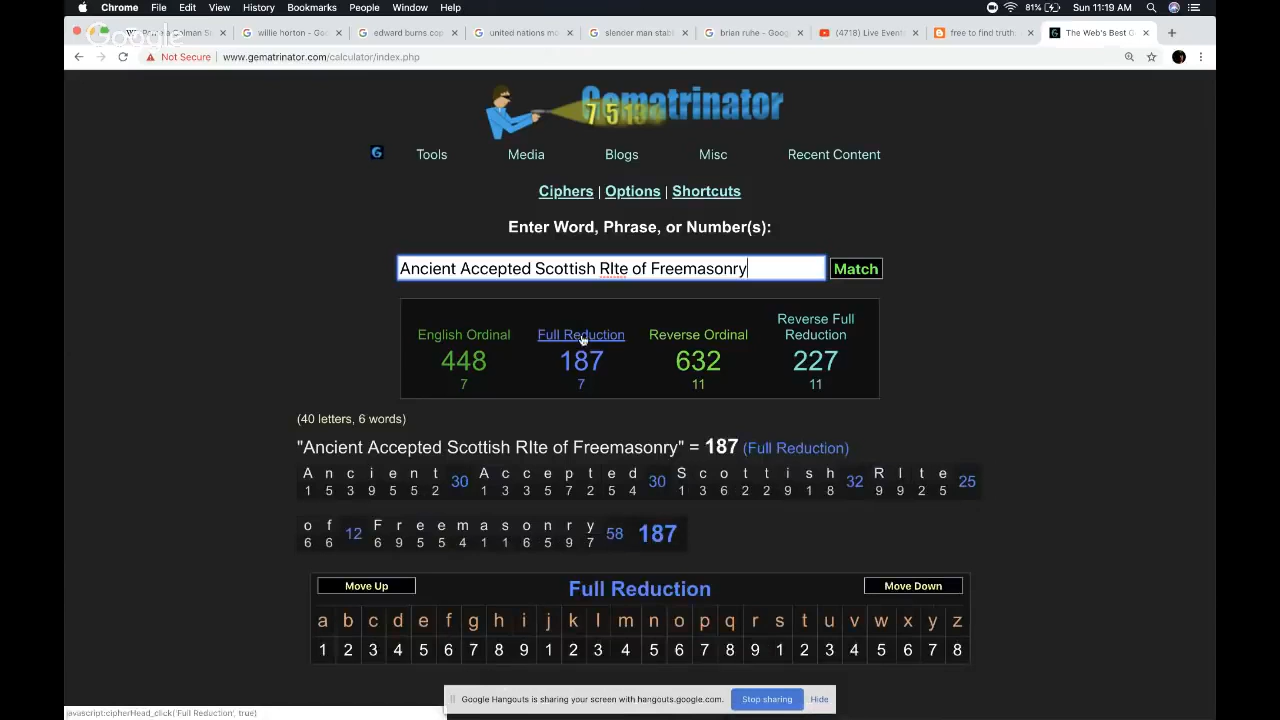 Chrome File Edit View History Bookmarks People Window Help 81% Sun 11:19 AM
Google
willie horton - Goo edward burns cop united nations mo slender man stabl brian ruhe - Goog (4718) Live Event free to find truth. The Web's Best G
Not Secure www.gematrinator.com/calculator/index.php
Gematrinator
7 5 13
Tools Media Blogs Misc Recent Content
Ciphers | Options | Shortcuts
Enter Word, Phrase, or Number(s):
Ancient Accepted Scottish RIte of Freemasonry Match
English Ordinal Full Reduction Reverse Ordinal Reverse Full Reduction
448 187 632 227
7 7 11 11
(40 letters, 6 words)
"Ancient Accepted Scottish RIte of Freemasonry" = 187 (Full Reduction)
A n c i e n t 30 A c c e p t e d 30 S c o t t i s h 32 R I t e 25
1 5 3 9 5 5 2 1 3 3 5 7 2 5 4 1 3 6 2 2 9 1 8 9 9 2 5
o f 12 F r e e m a s o n r y 58 187
6 6 6 9 5 5 4 1 1 6 5 9 7
Move Up Full Reduction Move Down
a b c d e f g h i j k l m n o p q r s t u v w x y z
1 2 3 4 5 6 7 8 9 1 2 3 4 5 6 7 8 9 1 2 3 4 5 6 7 8
Google Hangouts is sharing your screen with hangouts.google.com. Stop sharing Hide
javascript:cipherHead_click('Full Reduction', true)